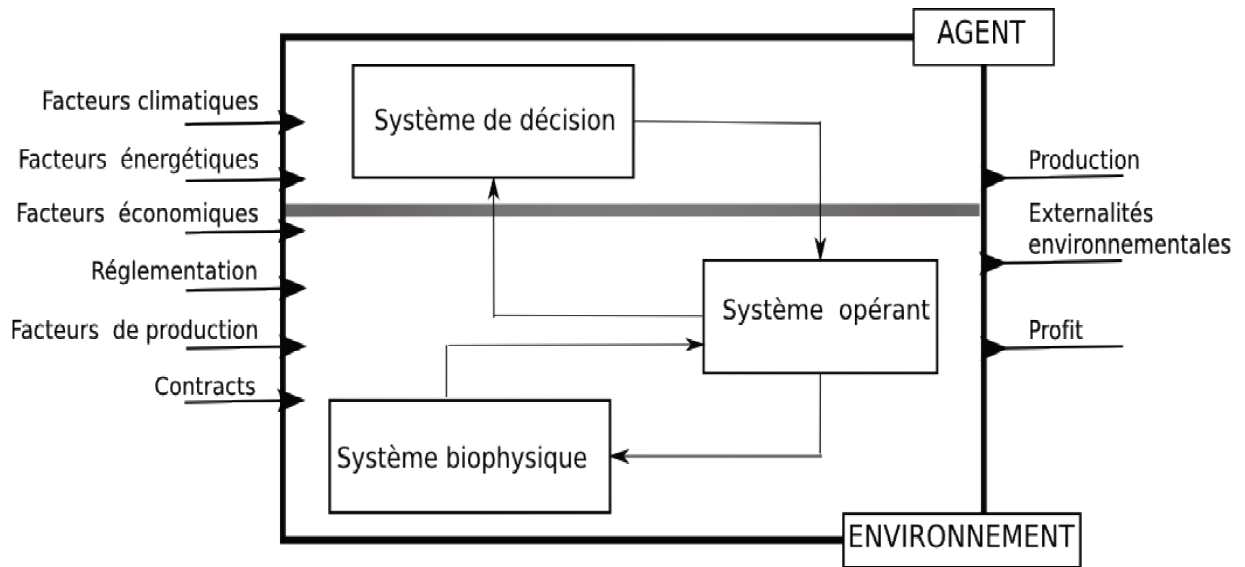 AGENT
Facteurs climatiques
Système de décision
Facteurs énergétiques
Production
Facteurs économiques
Externalités
environnementales
Réglementation
Système opérant
Facteurs de production
Profit
Contracts
Système biophysique
ENVIRONNEMENT